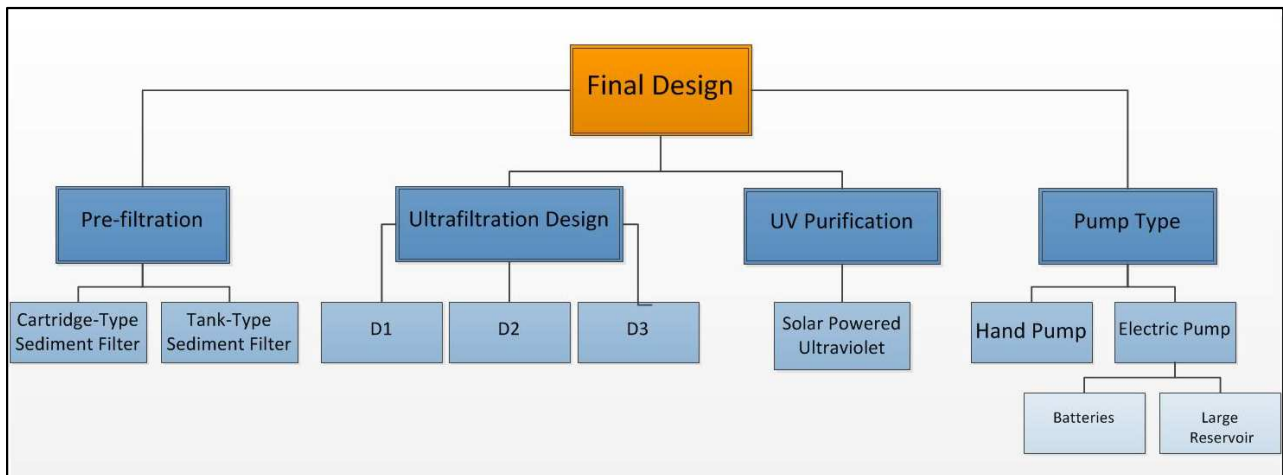 Final Design
Pre-filtration
Ultrafiltration Design
UV Purification
Pump Type
Cartridge-Type
Sediment Filter
Tank-Type
Sediment Filter
D1
D2
D3
Solar Powered
Ultraviolet
Hand Pump
Electric Pump
Batteries
Large
Reservoir